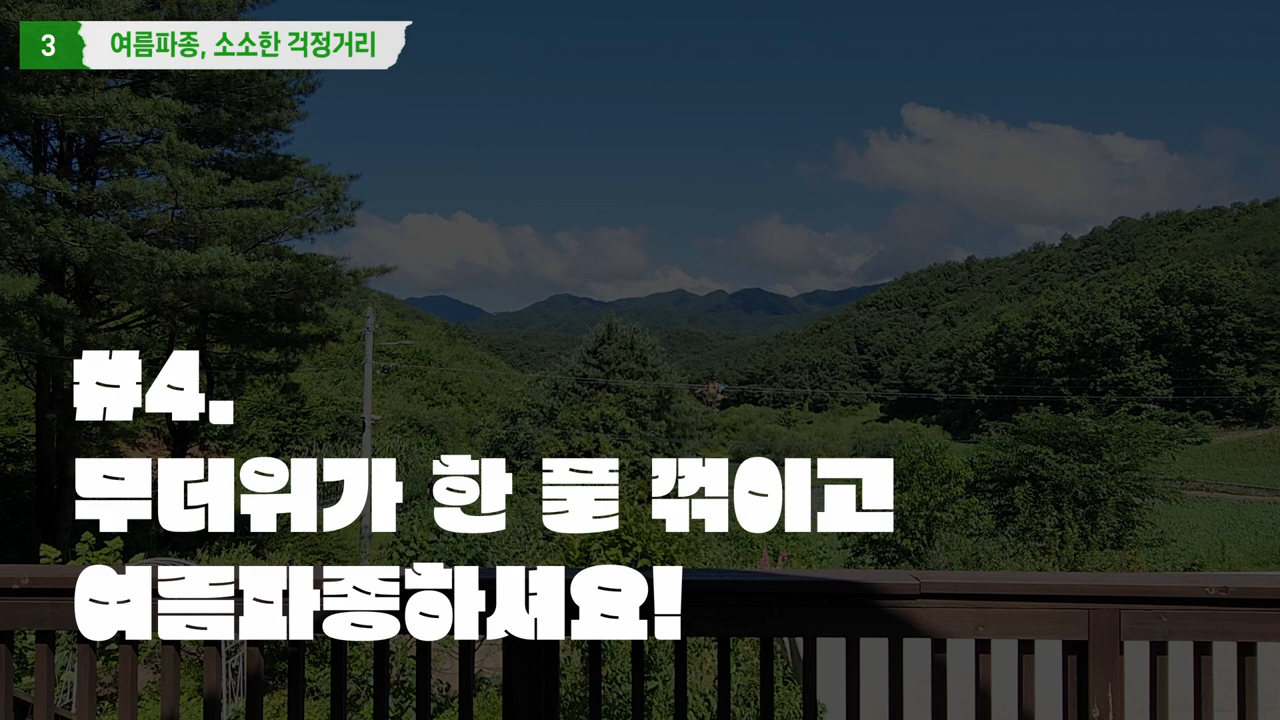 3
여름파종, 소소한 걱정거리
#4.
무더위가 한 풀 꺾이고
여름파종하셔요!